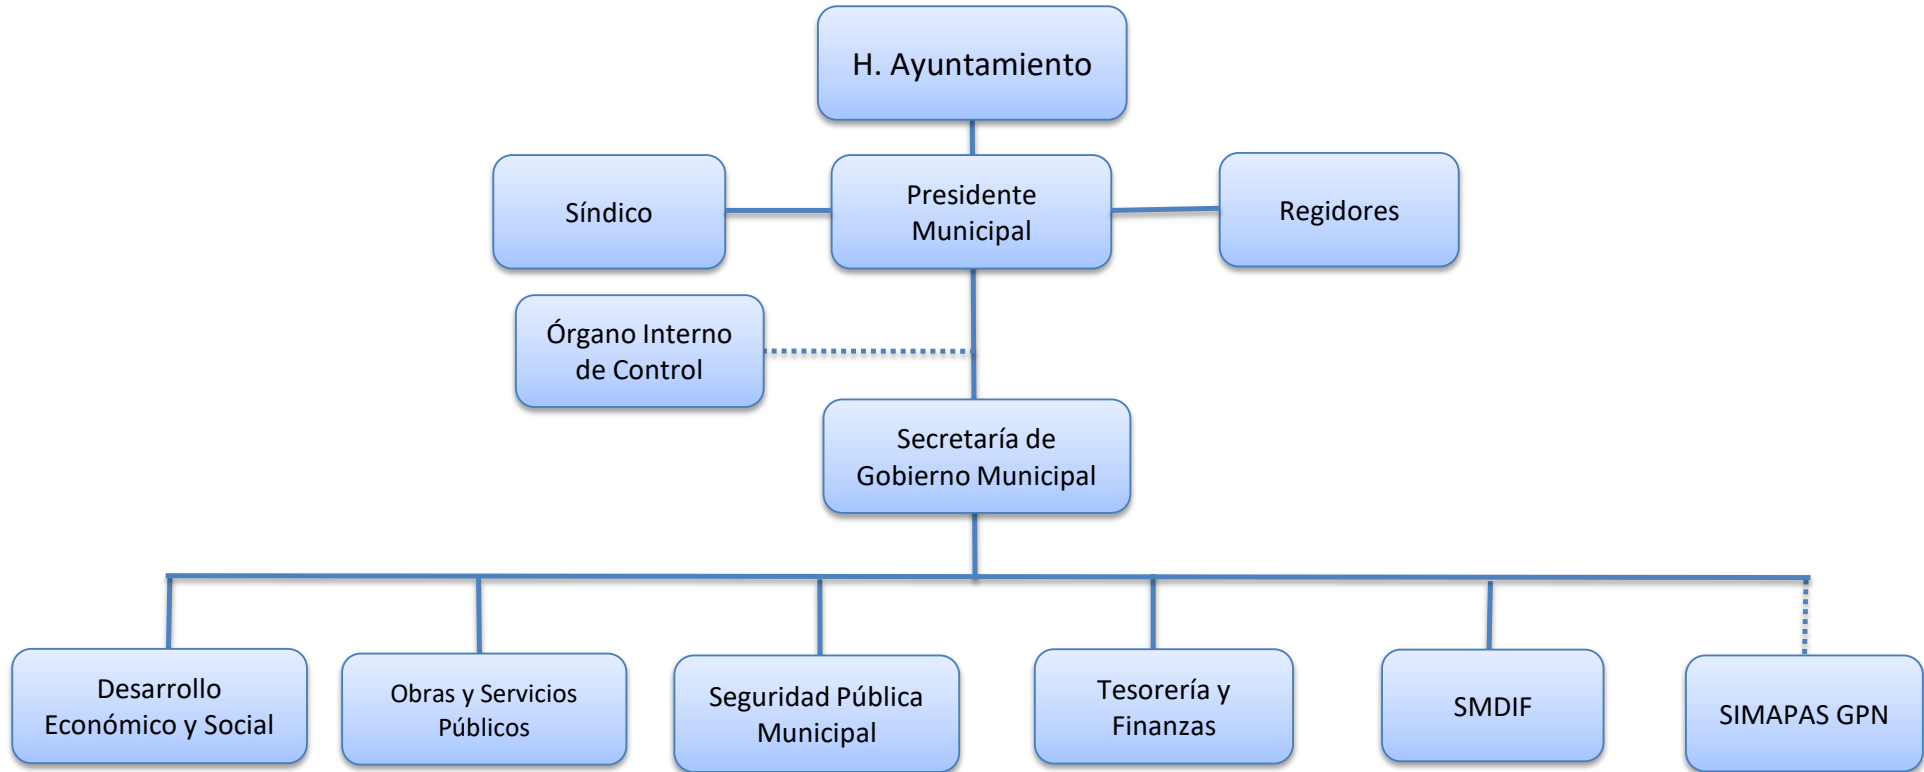 H. Ayuntamiento
Síndico
Presidente
Municipal
Regidores
Órgano Interno
de Control
Secretaría de
Gobierno Municipal
Desarrollo
Económico y Social
Obras y Servicios
Públicos
Seguridad Pública
Municipal
Tesorería y
Finanzas
SMDIF
SIMAPAS GPN